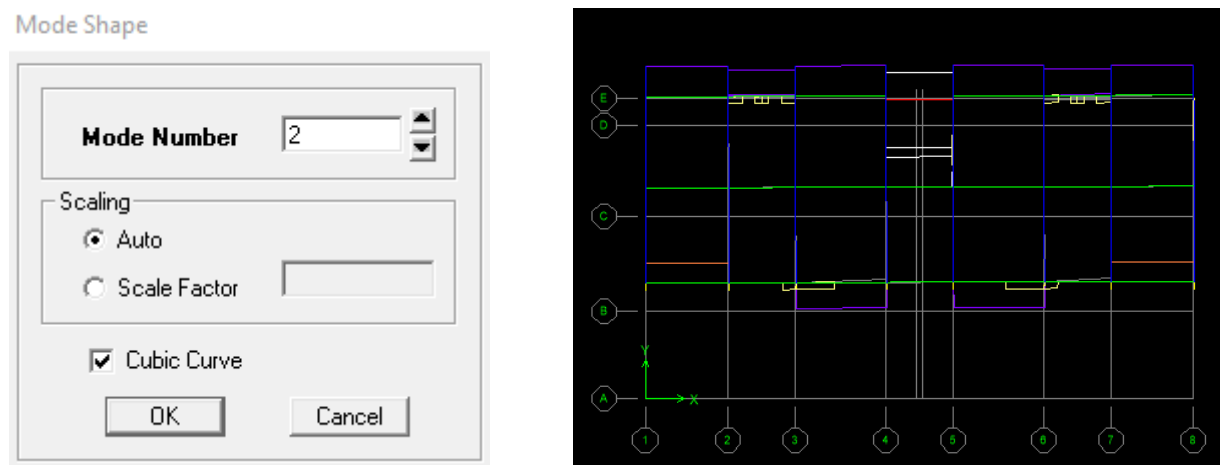 Mode Shape
Mode Number 2
Scaling
Auto
Scale Factor
Cubic Curve
OK Cancel
E
D
C
B
Y
A X
1 2 3 4 5 6 7 8